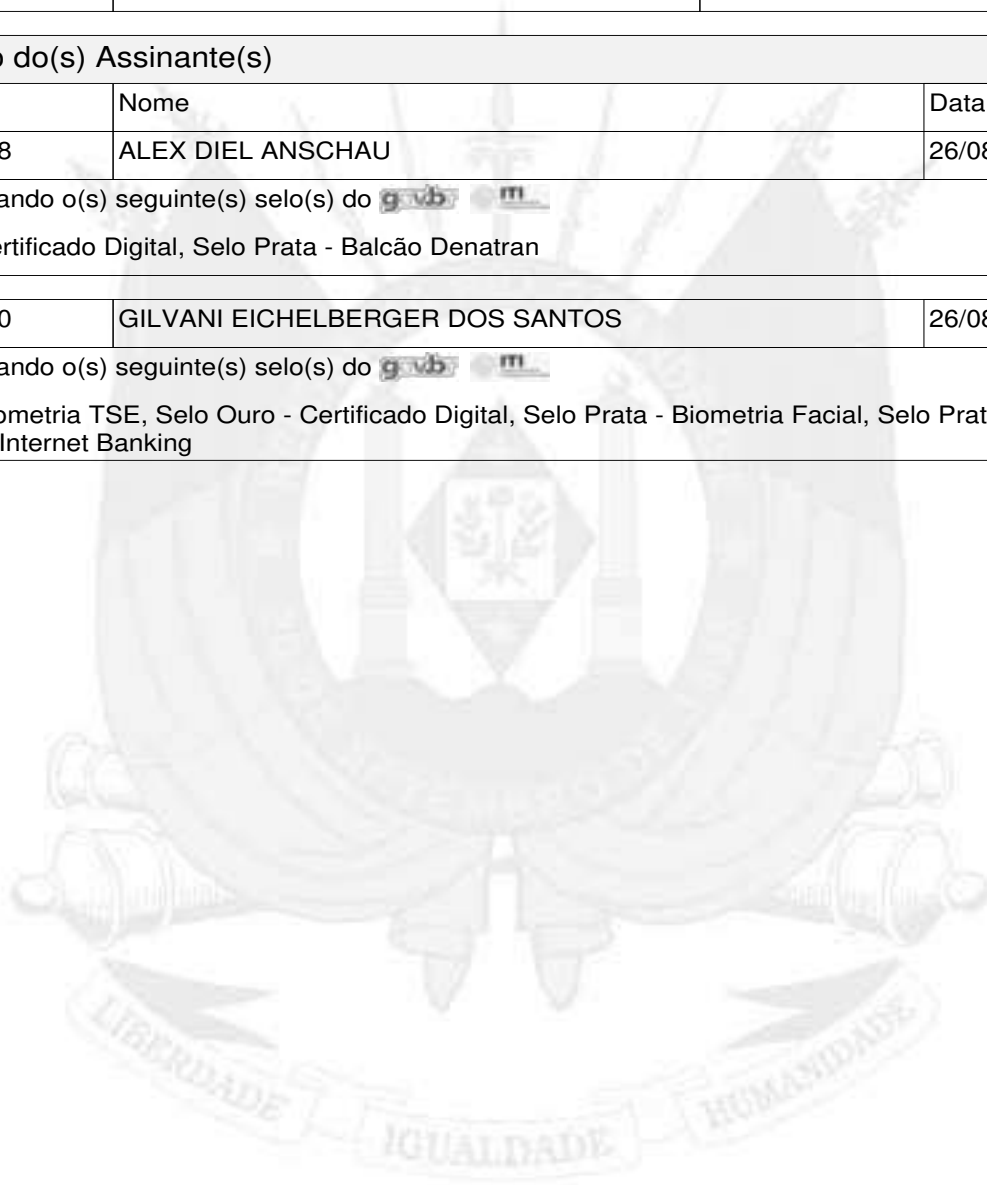 o do(s) Assinante(s)
Nome Data
8 ALEX DIEL ANSCHAU 26/08
ando o(s) seguinte(s) selo(s) do
ertificado Digital, Selo Prata - Balcão Denatran
0 GILVANI EICHELBERGER DOS SANTOS 26/08
ando o(s) seguinte(s) selo(s) do
ometria TSE, Selo Ouro - Certificado Digital, Selo Prata - Biometria Facial, Selo Prat
Internet Banking
LIBERDADE IGUALDADE HUMANIDADE